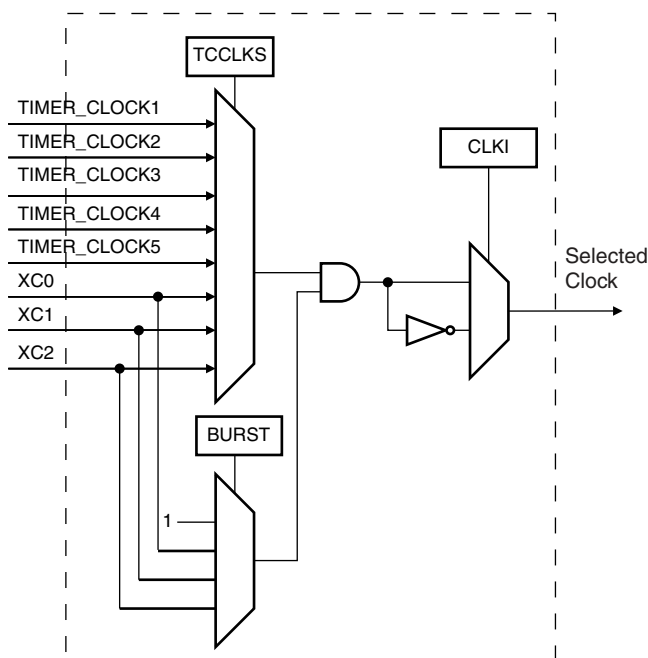 TCCLKS
TIMER_CLOCK1
TIMER_CLOCK2
TIMER_CLOCK3
TIMER_CLOCK4
TIMER_CLOCK5
XC0
XC1
XC2
CLKI
Selected
Clock
BURST
1